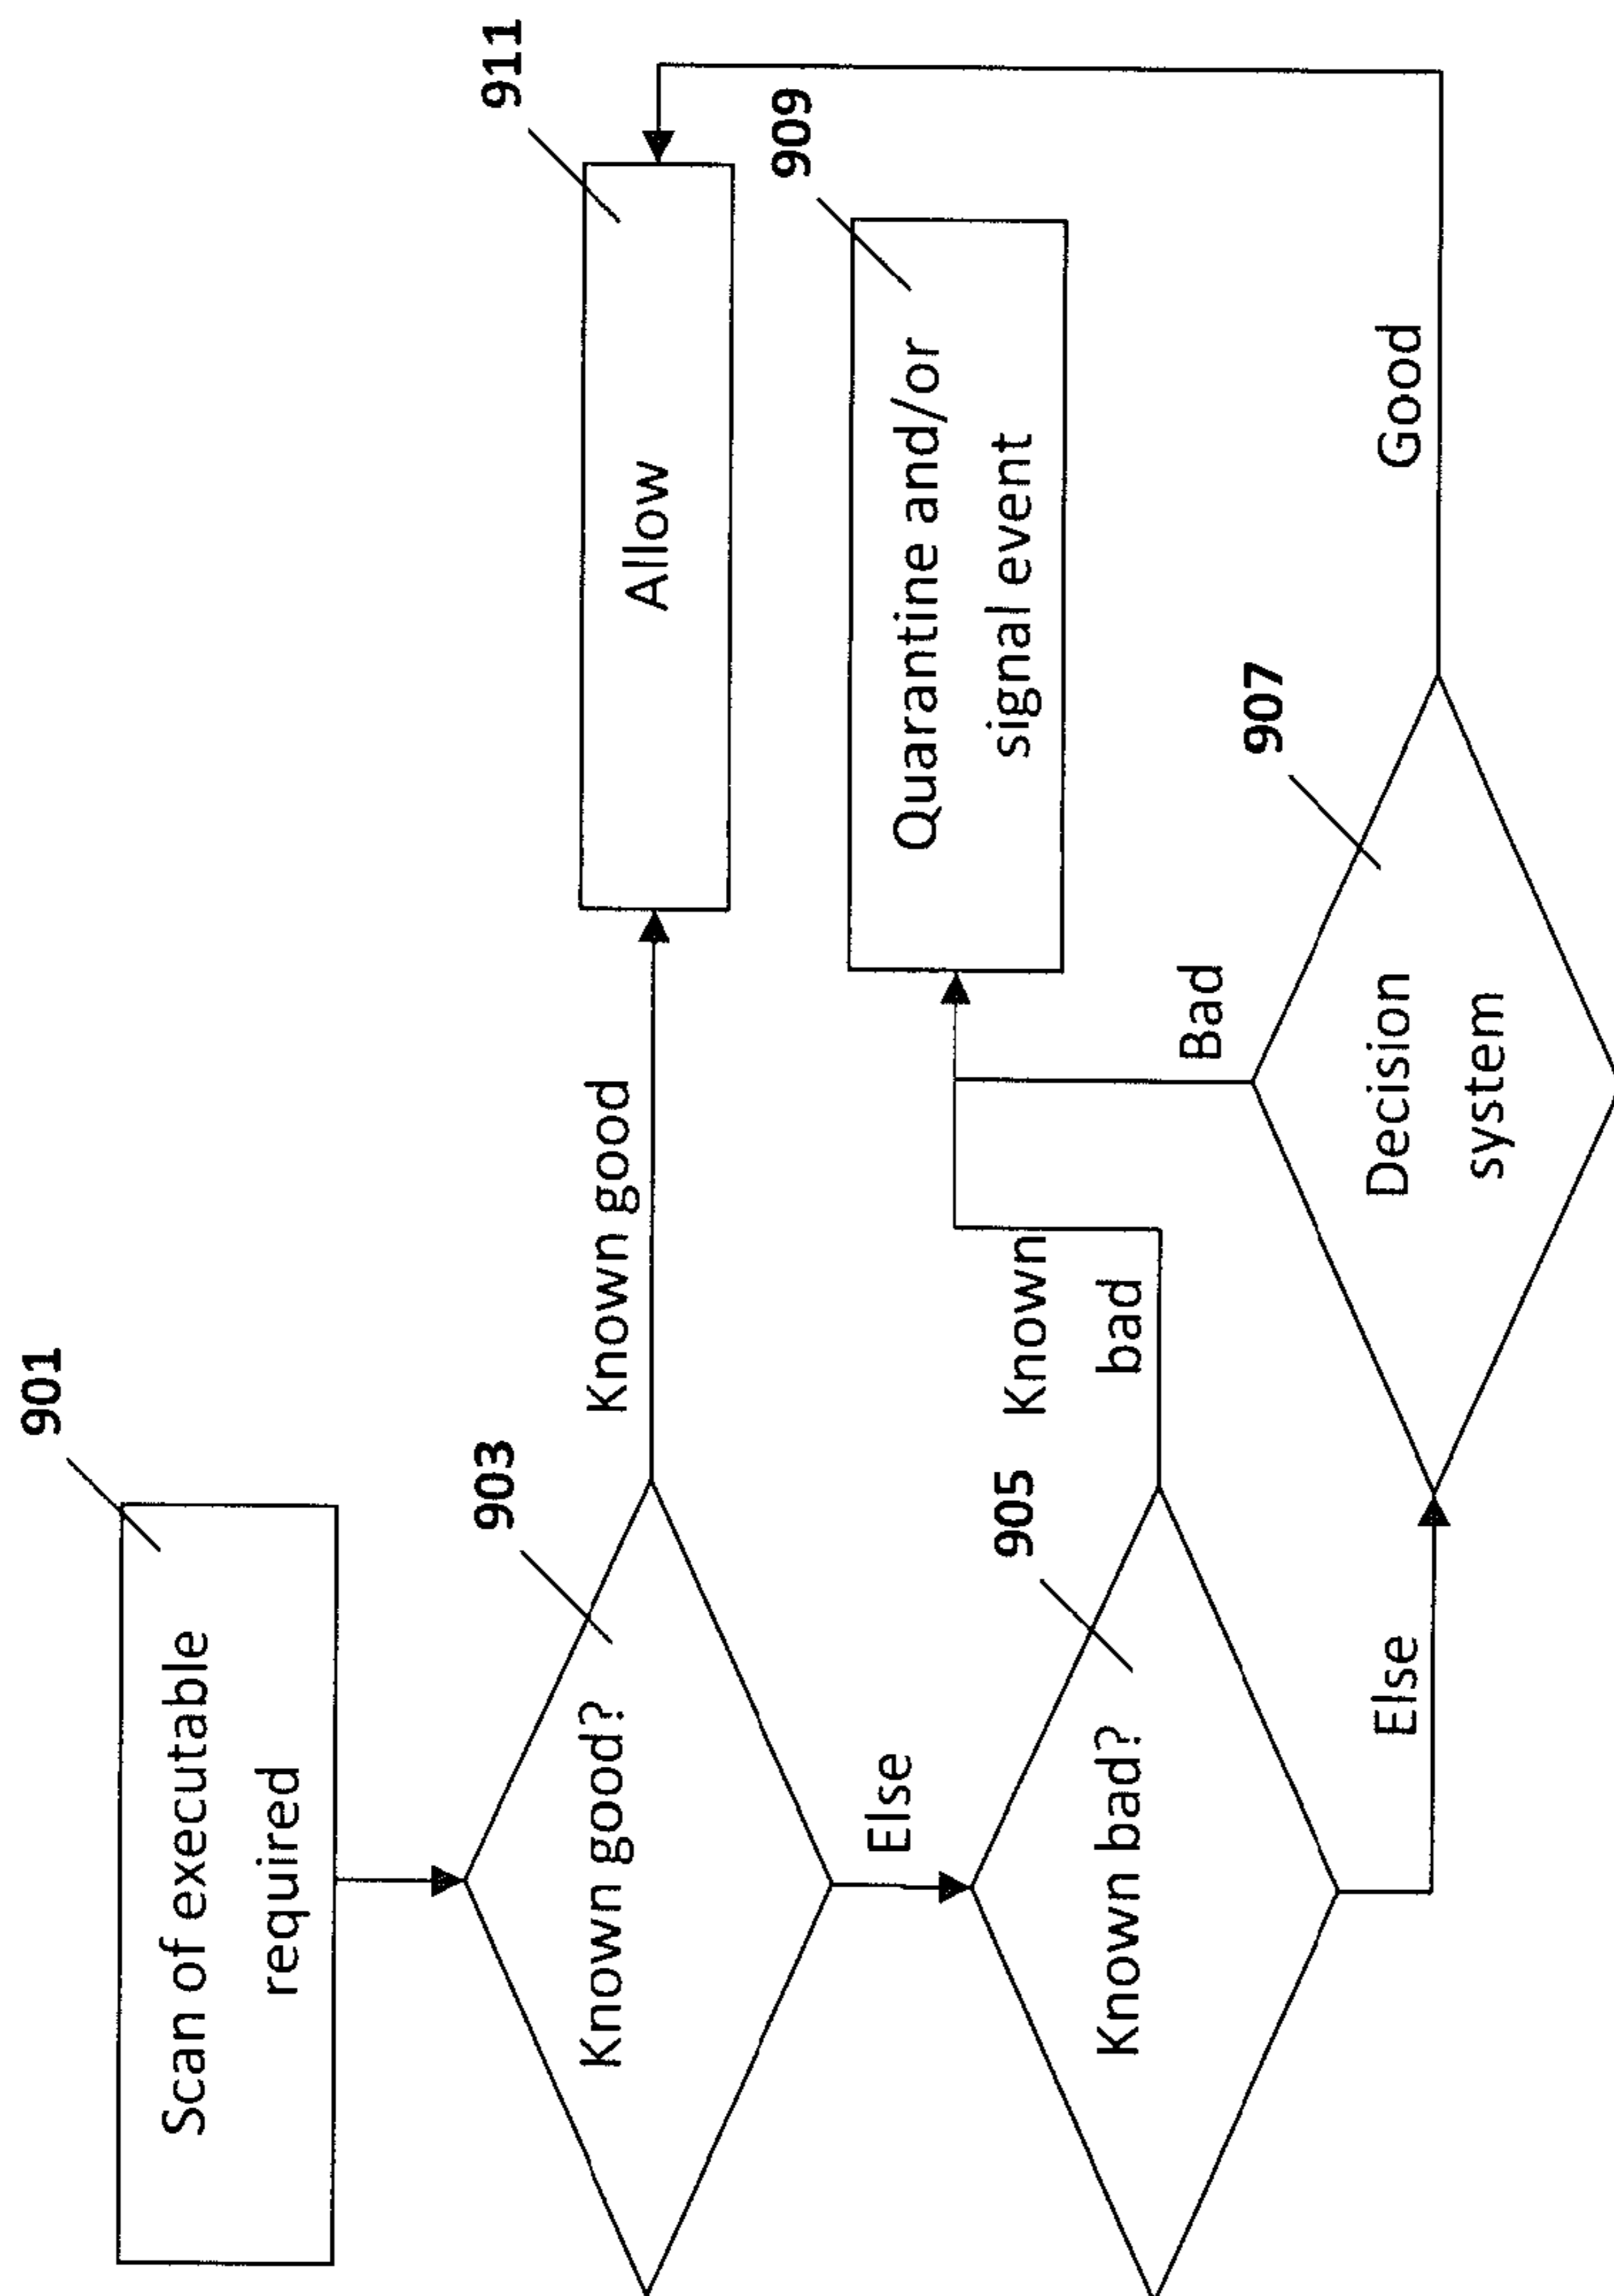 901
Scan of executable
required
903
Known good?
Known good
911
Allow
Else
905
Known bad?
Known
bad
909
Quarantine and/or
signal event
Else
907
Decision
system
Bad
Good